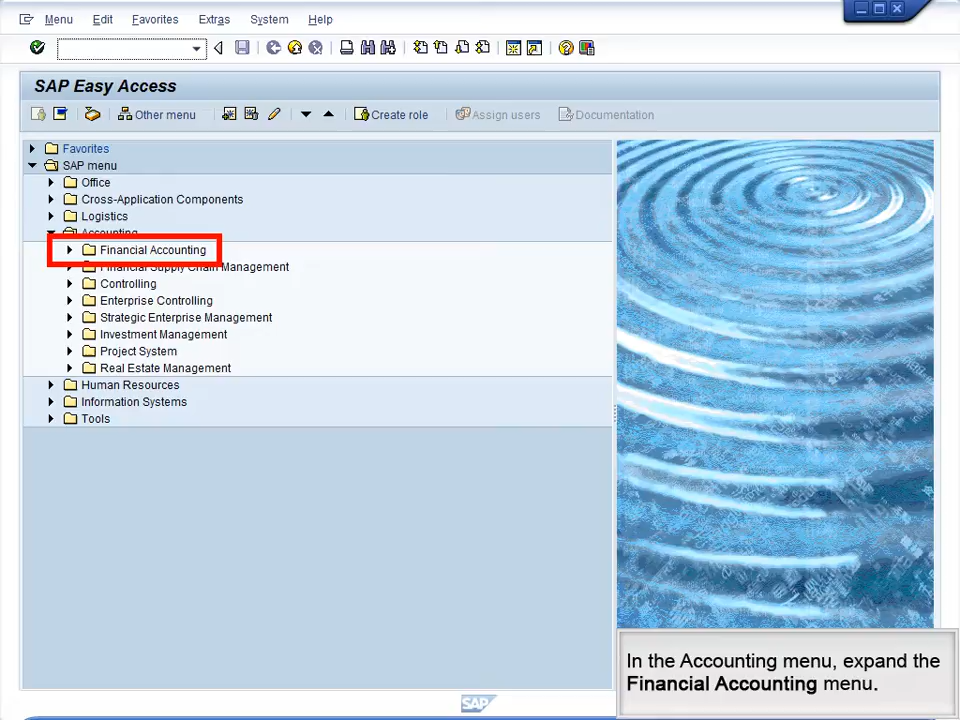 Menu Edit Favorites Extras System Help
SAP Easy Access
Other menu Create role Assign users Documentation
Favorites
SAP menu
Office
Cross-Application Components
Logistics
Accounting
Financial Accounting
Financial Supply Chain Management
Controlling
Enterprise Controlling
Strategic Enterprise Management
Investment Management
Project System
Real Estate Management
Human Resources
Information Systems
Tools
In the Accounting menu, expand the
Financial Accounting menu.
SAP